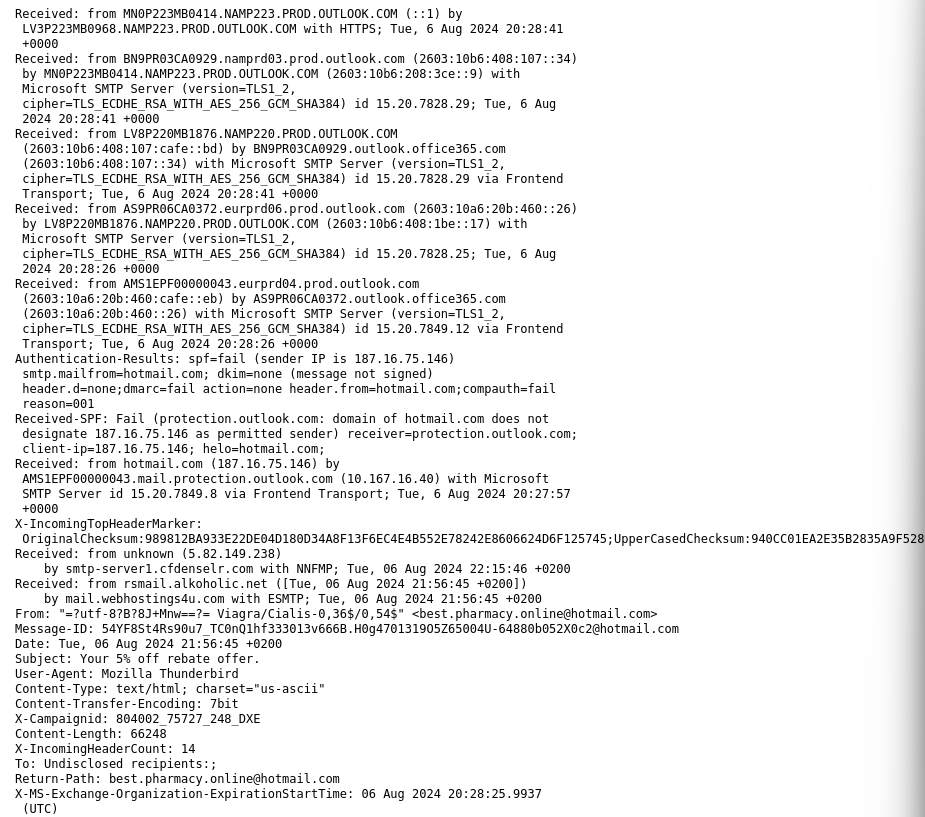 Received: from MN0P223MB0414.NAMP223.PROD.OUTLOOK.COM (::1) by
LV3P223MB0968.NAMP223.PROD.OUTLOOK.COM with HTTPS; Tue, 6 Aug 2024 20:28:41
+0000
Received: from BN9PR03CA0929.namprd03.prod.outlook.com (2603:10b6:408:107::34)
by MN0P223MB0414.NAMP223.PROD.OUTLOOK.COM (2603:10b6:208:3ce::9) with
Microsoft SMTP Server (version=TLS1_2,
cipher=TLS_ECDHE_RSA_WITH_AES_256_GCM_SHA384) id 15.20.7828.29; Tue, 6 Aug
2024 20:28:41 +0000
Received: from LV8P220MB1876.NAMP220.PROD.OUTLOOK.COM
(2603:10b6:408:107:cafe::bd) by BN9PR03CA0929.outlook.office365.com
(2603:10b6:408:107::34) with Microsoft SMTP Server (version=TLS1_2,
cipher=TLS_ECDHE_RSA_WITH_AES_256_GCM_SHA384) id 15.20.7828.29 via Frontend
Transport; Tue, 6 Aug 2024 20:28:41 +0000
Received: from AS9PR06CA0372.eurprd06.prod.outlook.com (2603:10a6:20b:460::26)
by LV8P220MB1876.NAMP220.PROD.OUTLOOK.COM (2603:10b6:408:1be::17) with
Microsoft SMTP Server (version=TLS1_2,
cipher=TLS_ECDHE_RSA_WITH_AES_256_GCM_SHA384) id 15.20.7828.25; Tue, 6 Aug
2024 20:28:26 +0000
Received: from AMS1EPF00000043.eurprd04.prod.outlook.com
(2603:10a6:20b:460:cafe::eb) by AS9PR06CA0372.outlook.office365.com
(2603:10a6:20b:460::26) with Microsoft SMTP Server (version=TLS1_2,
cipher=TLS_ECDHE_RSA_WITH_AES_256_GCM_SHA384) id 15.20.7849.12 via Frontend
Transport; Tue, 6 Aug 2024 20:28:26 +0000
Authentication-Results: spf=fail (sender IP is 187.16.75.146)
smtp.mailfrom=hotmail.com; dkim=none (message not signed)
header.d=none;dmarc=fail action=none header.from=hotmail.com;compauth=fail
reason=001
Received-SPF: Fail (protection.outlook.com: domain of hotmail.com does not
designate 187.16.75.146 as permitted sender) receiver=protection.outlook.com;
client-ip=187.16.75.146; helo=hotmail.com;
Received: from hotmail.com (187.16.75.146) by
AMS1EPF00000043.mail.protection.outlook.com (10.167.16.40) with Microsoft
SMTP Server id 15.20.7849.8 via Frontend Transport; Tue, 6 Aug 2024 20:27:57
+0000
X-IncomingTopHeaderMarker:
OriginalChecksum:989812BA933E22DE04D180D34A8F13F6EC4E4B552E78242E8606624D6F125745;UpperCasedChecksum:940CC01EA2E35B2835A9F528
Received: from unknown (5.82.149.238)
by smtp-server1.cfdenselr.com with NNFMP; Tue, 06 Aug 2024 22:15:46 +0200
Received: from rsmail.alkoholic.net ([Tue, 06 Aug 2024 21:56:45 +0200])
by mail.webhostings4u.com with ESMTP; Tue, 06 Aug 2024 21:56:45 +0200
From: "=?utf-8?B?8J+Mnw==?= Viagra/Cialis-0,36$/0,54$" <best.pharmacy.online@hotmail.com>
Message-ID: 54YF8St4Rs90u7_TC0nQ1hf333013v666B.H0g4701319O5Z65004U-64880b052X0c2@hotmail.com
Date: Tue, 06 Aug 2024 21:56:45 +0200
Subject: Your 5% off rebate offer.
User-Agent: Mozilla Thunderbird
Content-Type: text/html; charset="us-ascii"
Content-Transfer-Encoding: 7bit
X-Campaignid: 804002_75727_248_DXE
Content-Length: 66248
X-IncomingHeaderCount: 14
To: Undisclosed recipients:;
Return-Path: best.pharmacy.online@hotmail.com
X-MS-Exchange-Organization-ExpirationStartTime: 06 Aug 2024 20:28:25.9937
(UTC)